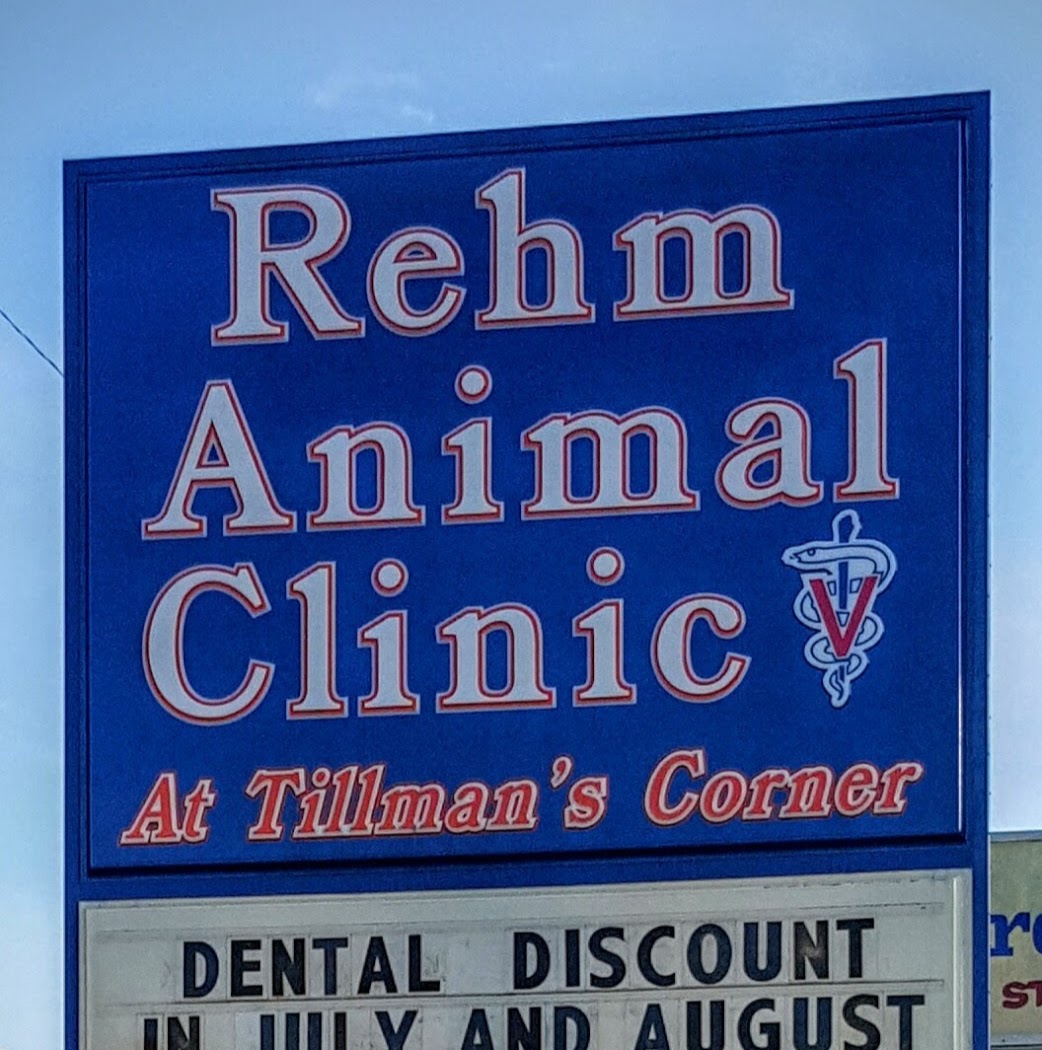 Rehm
Animal
Clinic
V
At Tillman's Corner
DENTAL DISCOUNT
IN JULY AND AUGUST